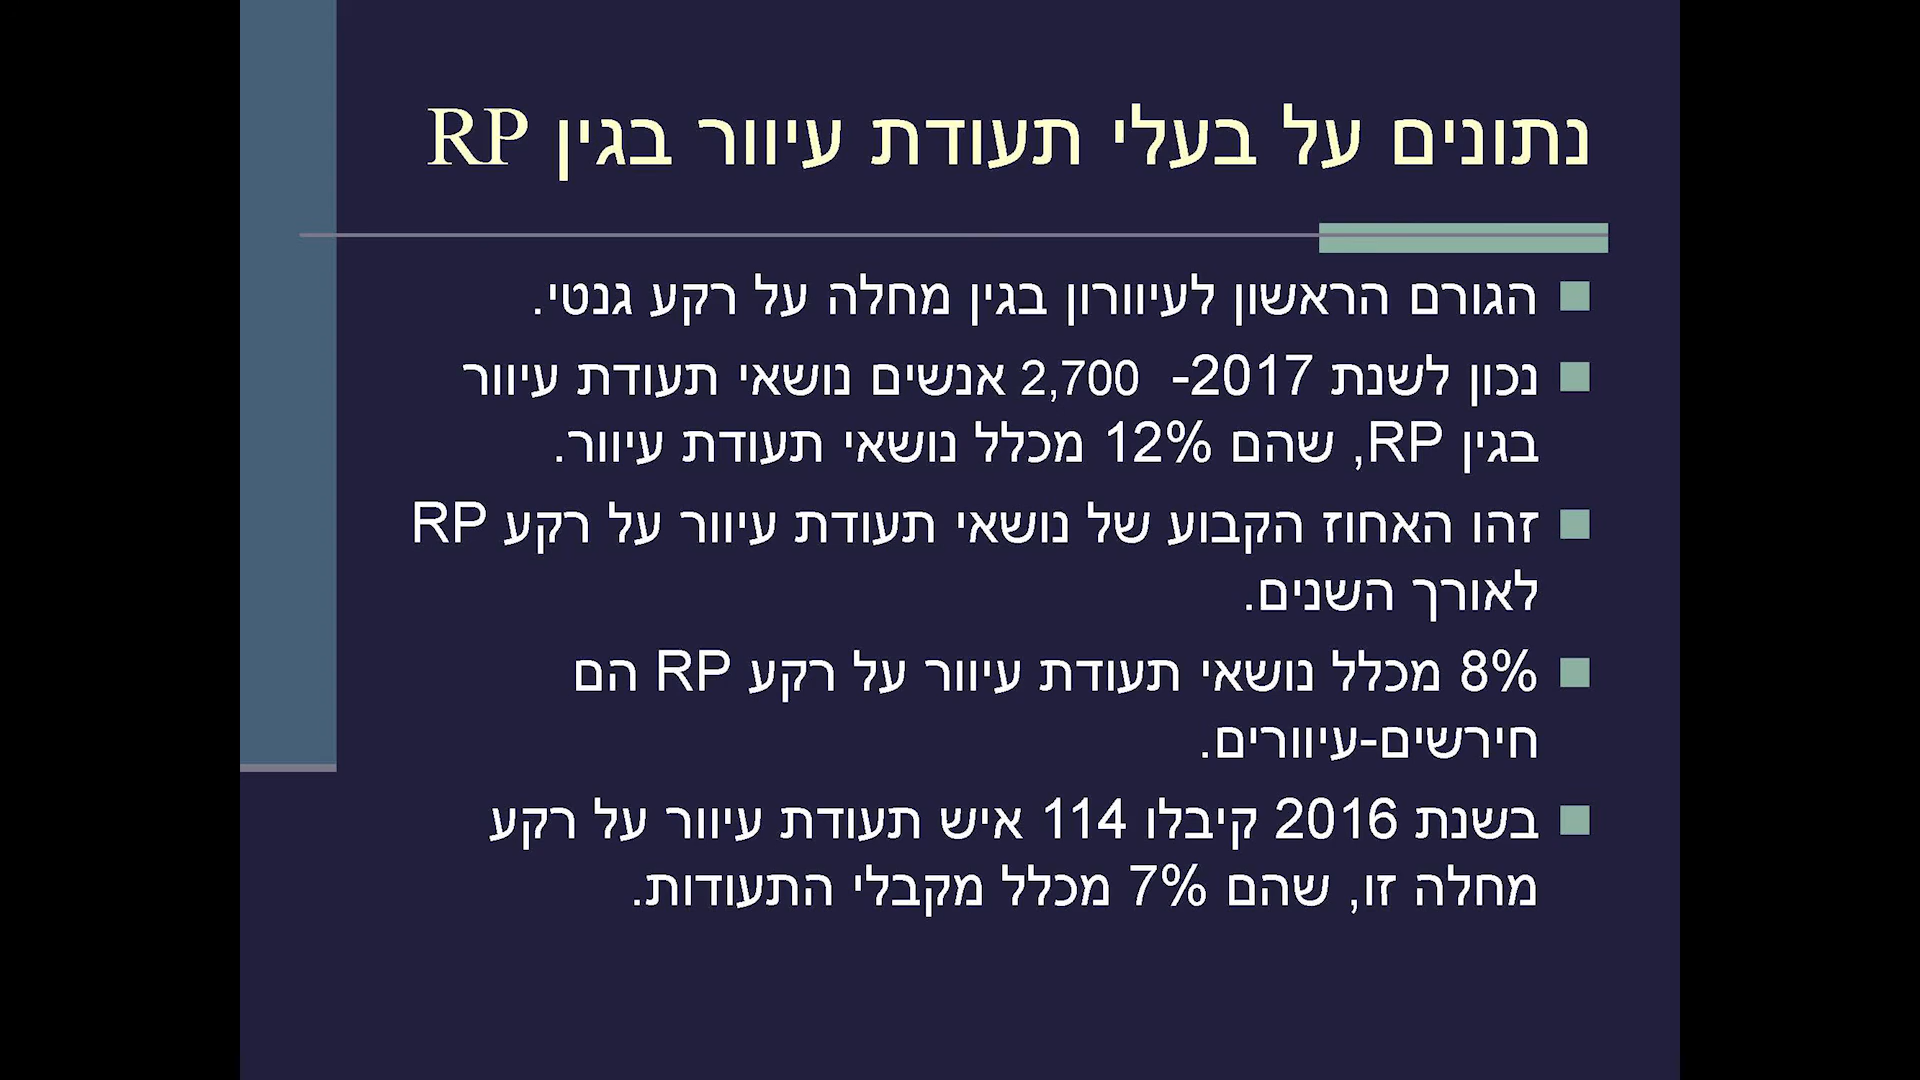 נתונים על בעלי תעודת עיוור בגין RP
הגורם הראשון לעיוורון בגין מחלה על רקע גנטי.
נכון לשנת 2017- 2,700 אנשים נושאי תעודת עיוור
בגין RP, שהם 12% מכלל נושאי תעודת עיוור.
זהו האחוז הקבוע של נושאי תעודת עיוור על רקע RP
לאורך השנים.
8% מכלל נושאי תעודת עיוור על רקע RP הם
חירשים-עיוורים.
בשנת 2016 קיבלו 114 איש תעודת עיוור על רקע
מחלה זו, שהם 7% מכלל מקבלי התעודות.